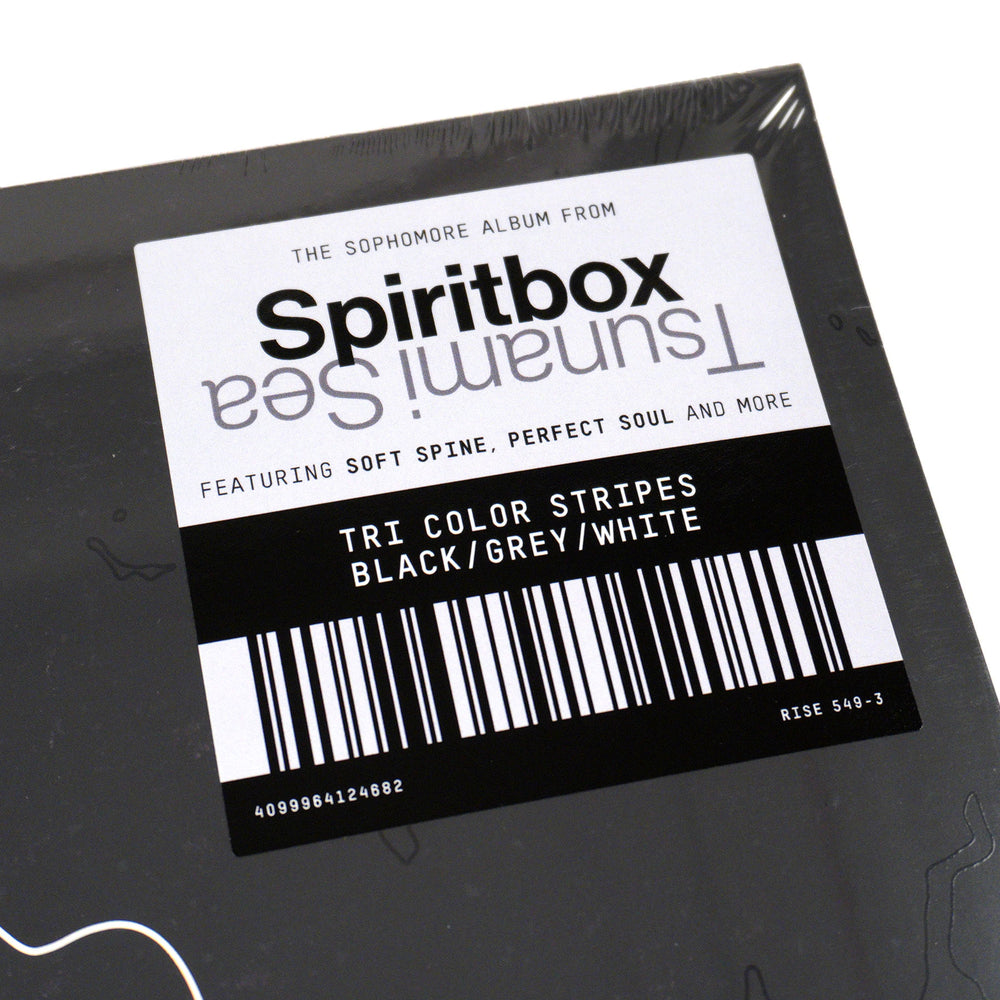 THE SOPHOMORE ALBUM FROM
Spiritbox
Tsunami Sea
FEATURING SOFT SPINE, PERFECT SOUL AND MORE
TRI COLOR STRIPES
BLACK/GREY/WHITE
RISE 549-3
4099964124682